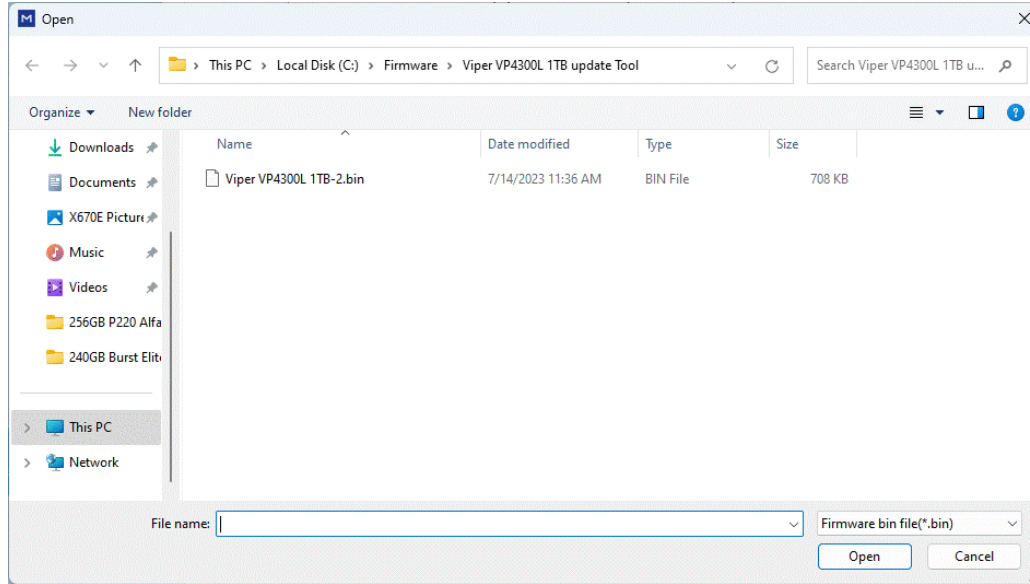 Open
This PC > Local Disk (C:) > Firmware > Viper VP4300L 1TB update Tool
Search Viper VP4300L 1TB u...
Organize New folder
Name Date modified Type Size
Viper VP4300L 1TB-2.bin 7/14/2023 11:36 AM BIN File 708 KB
Downloads
Documents
X670E Picture
Music
Videos
256GB P220 Alfa
240GB Burst Elite
This PC
Network
File name: Firmware bin file(*.bin)
Open Cancel